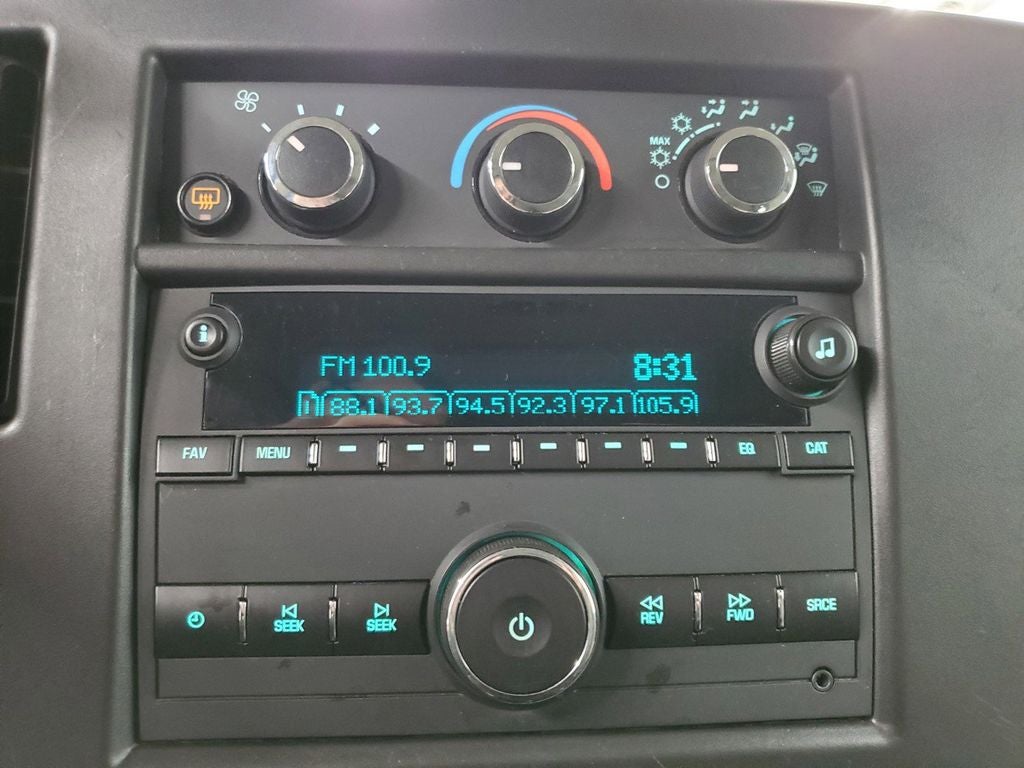 MAX
i
FM 100.9 8:31
1 88.1 93.7 94.5 92.3 97.1 105.9
FAV MENU EQ CAT
SEEK SEEK REV FWD SRCE